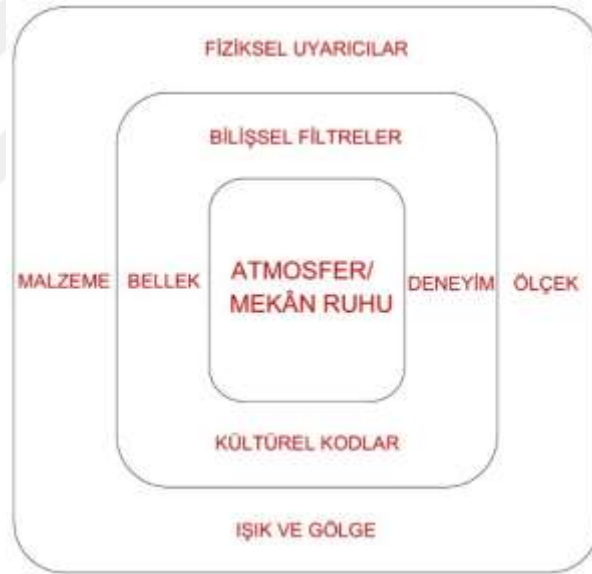 FİZİKSEL UYARICILAR
BİLİŞSEL FİLTRELER
MALZEME
BELLEK
ATMOSFER/
MEKÂN RUHU
DENEYİM
ÖLÇEK
KÜLTÜREL KODLAR
IŞIK VE GÖLGE